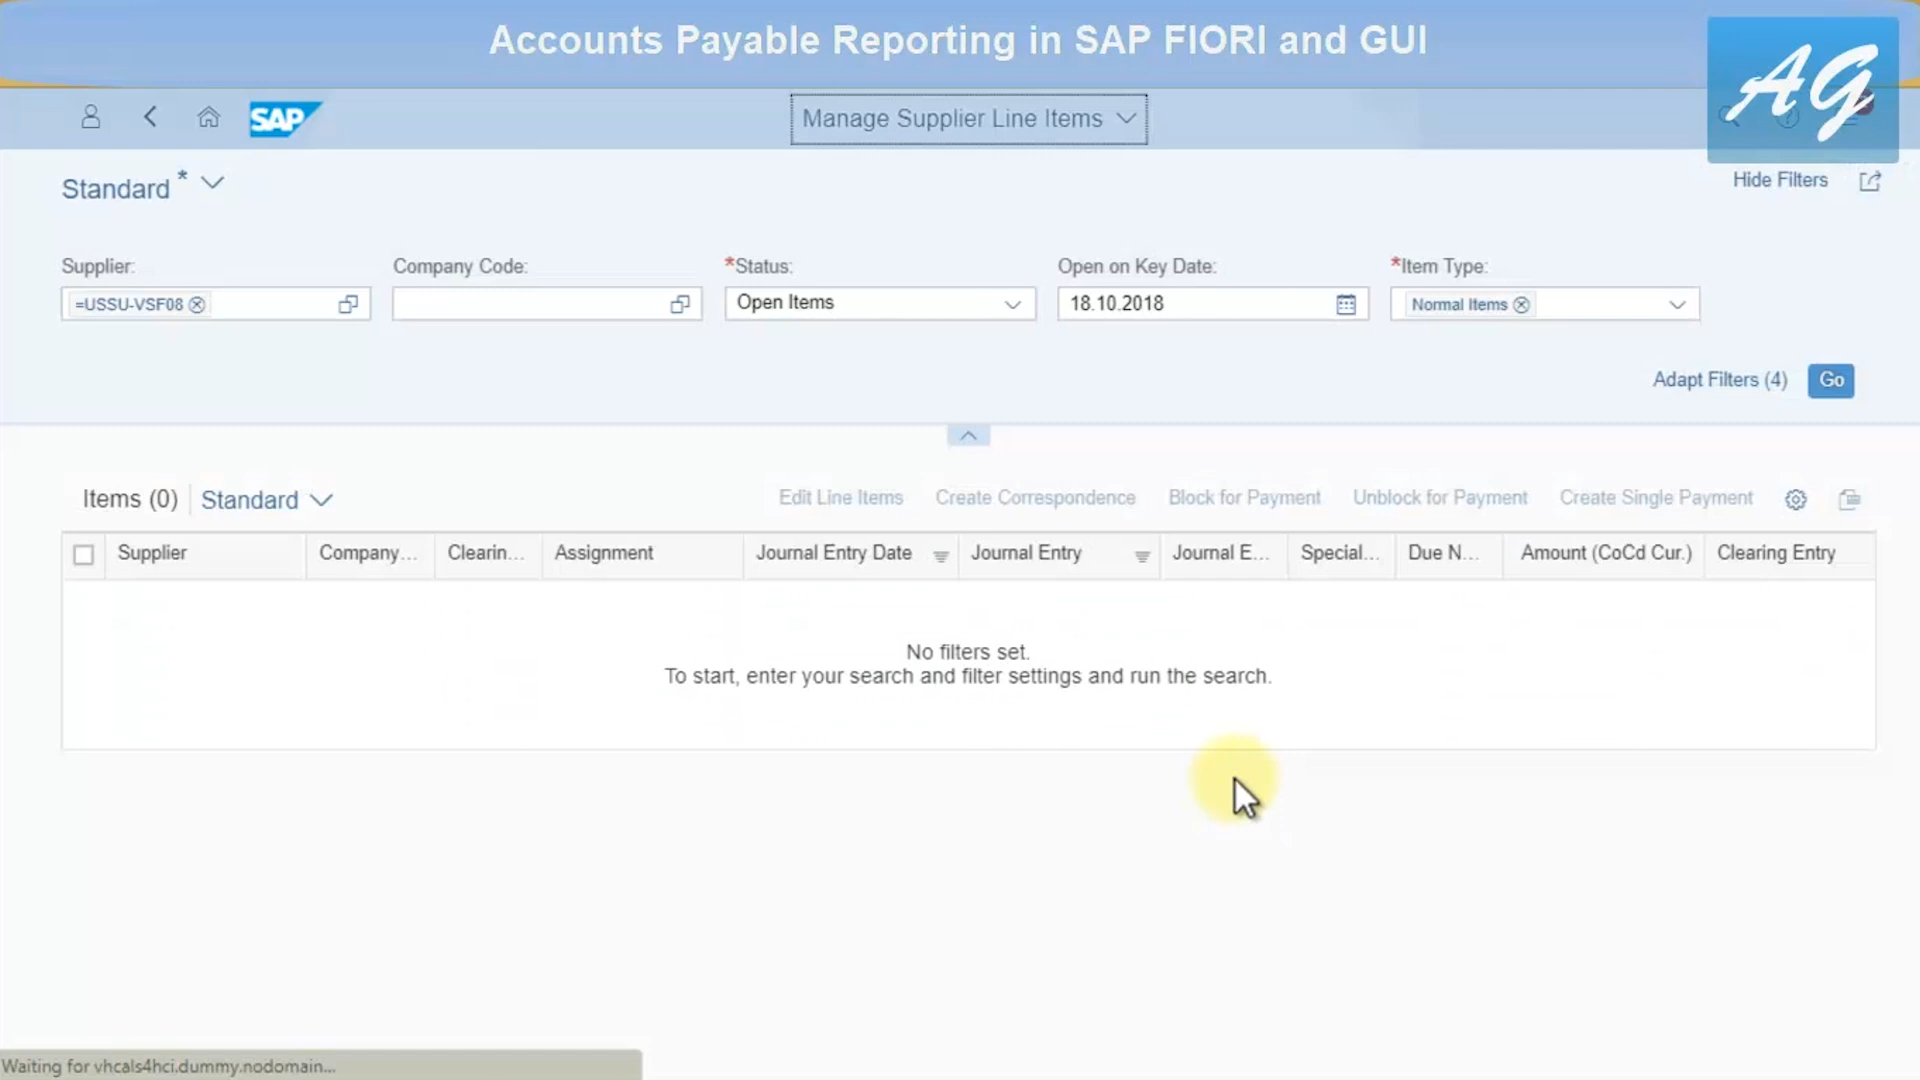 Accounts Payable Reporting in SAP FIORI and GUI
AG
SAP
Manage Supplier Line Items
Standard *
Hide Filters
Supplier:
Company Code:
*Status:
Open on Key Date:
*Item Type:
=USSU-VSF08
Open Items
18.10.2018
Normal Items
Adapt Filters (4)
Go
Items (0)
Standard
Edit Line Items
Create Correspondence
Block for Payment
Unblock for Payment
Create Single Payment
Supplier
Company...
Clearin...
Assignment
Journal Entry Date
Journal Entry
Journal E...
Special...
Due N...
Amount (CoCd Cur.)
Clearing Entry
No filters set.
To start, enter your search and filter settings and run the search.
Waiting for vhcals4hci.dummy.nodomain...